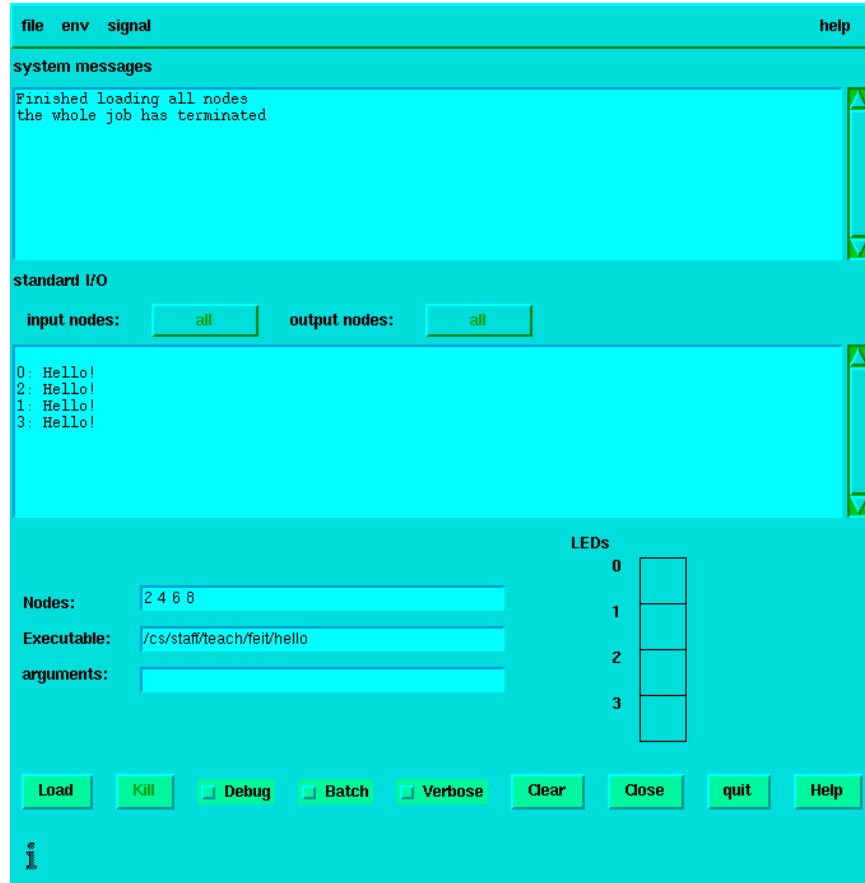 file env signal help
system messages
Finished loading all nodes
the whole job has terminated
standard I/O
input nodes: all output nodes: all
0: Hello!
2: Hello!
1: Hello!
3: Hello!
LEDs
0
Nodes: 2 4 6 8
1
Executable: /cs/staff/teach/feit/hello
2
arguments:
3
Load Kill Debug Batch Verbose Clear Close quit Help